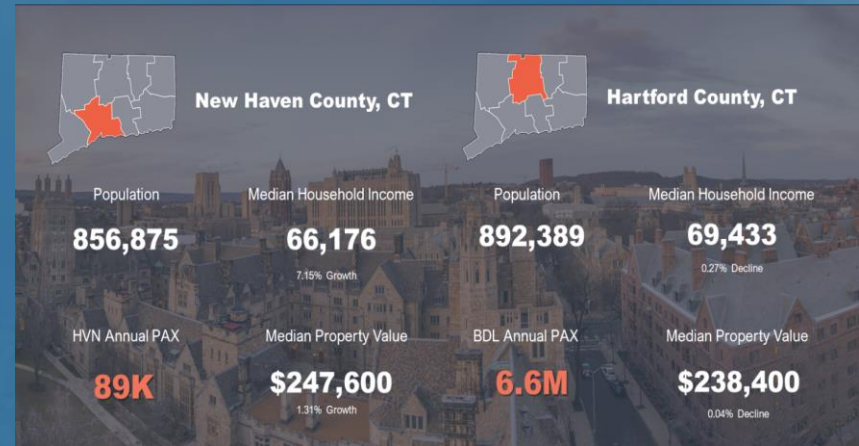 New Haven County, CT
Population
Median Household Income
856,875
66,176
7.15% Growth
HVN Annual PAX
Median Property Value
89K
$247,600
1.31% Growth
Hartford County, CT
Population
Median Household Income
892,389
69,433
0.27% Decline
BDL Annual PAX
Median Property Value
6.6M
$238,400
0.04% Decline